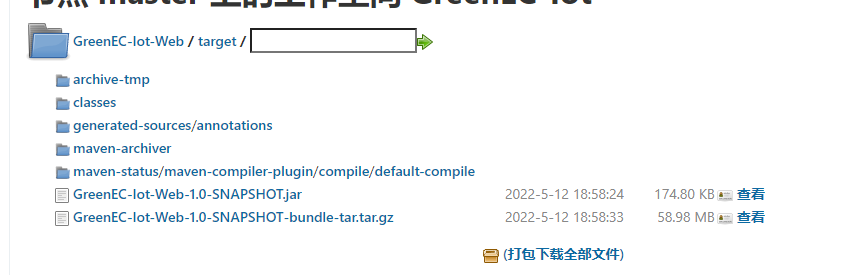 节点 master 上的工作空间 GreenEC-Iot
GreenEC-Iot-Web / target /
archive-tmp
classes
generated-sources/annotations
maven-archiver
maven-status/maven-compiler-plugin/compile/default-compile
GreenEC-Iot-Web-1.0-SNAPSHOT.jar 2022-5-12 18:58:24 174.80 KB 查看
GreenEC-Iot-Web-1.0-SNAPSHOT-bundle-tar.tar.gz 2022-5-12 18:58:33 58.98 MB 查看
(打包下载全部文件)